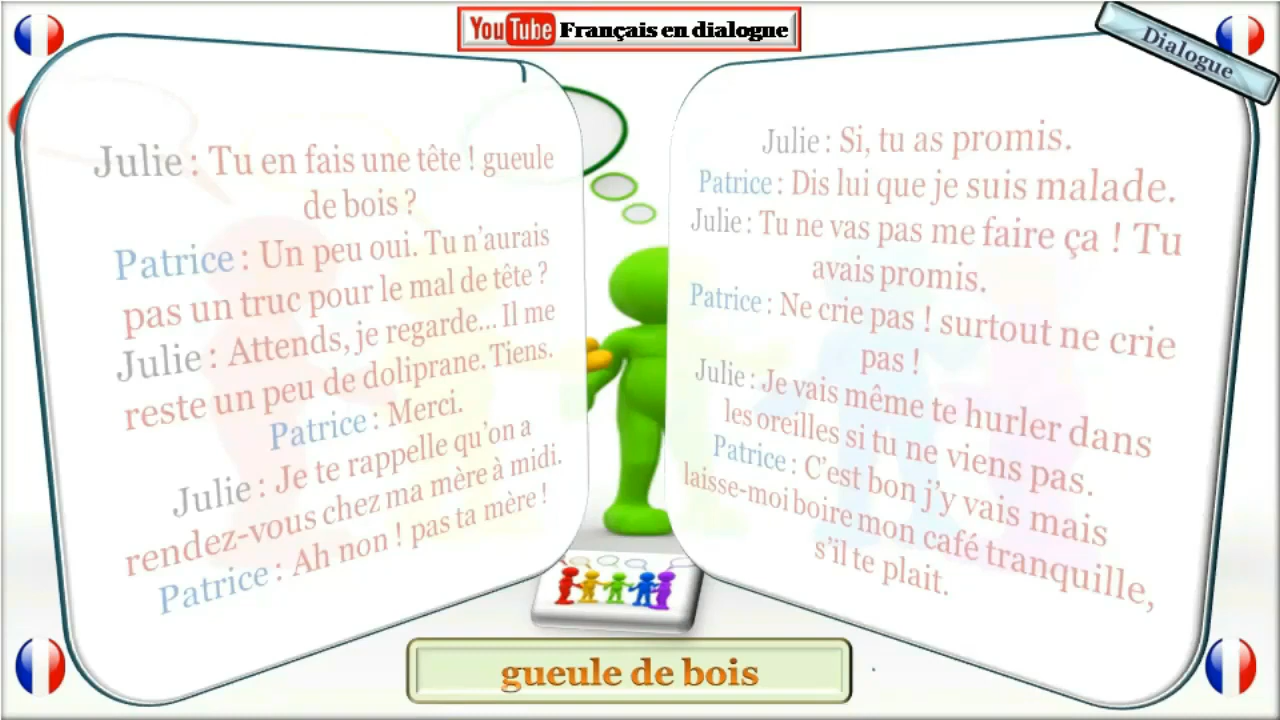 YouTube Français en dialogue
Dialogue
Julie : Tu en fais une tête ! gueule
de bois ?
Patrice : Un peu oui. Tu n'aurais
pas un truc pour le mal de tête ?
Julie : Attends, je regarde... Il me
reste un peu de doliprane. Tiens.
Patrice : Merci.
Julie : Je te rappelle qu'on a
rendez-vous chez ma mère à midi.
Patrice : Ah non ! pas ta mère !
Julie : Si, tu as promis.
Patrice : Dis lui que je suis malade.
Julie : Tu ne vas pas me faire ça ! Tu
avais promis.
Patrice : Ne crie pas ! surtout ne crie
pas !
Julie : Je vais même te hurler dans
les oreilles si tu ne viens pas.
Patrice : C'est bon j'y vais mais
laisse-moi boire mon café tranquille,
s'il te plait.
gueule de bois